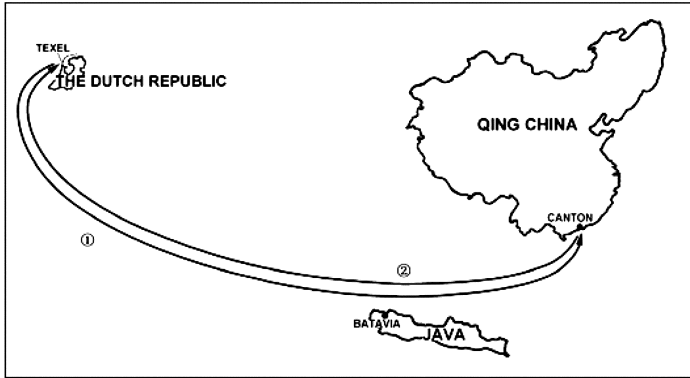 TEXEL
THE DUTCH REPUBLIC
QING CHINA
CANTON
①
②
BATAVIA
JAVA